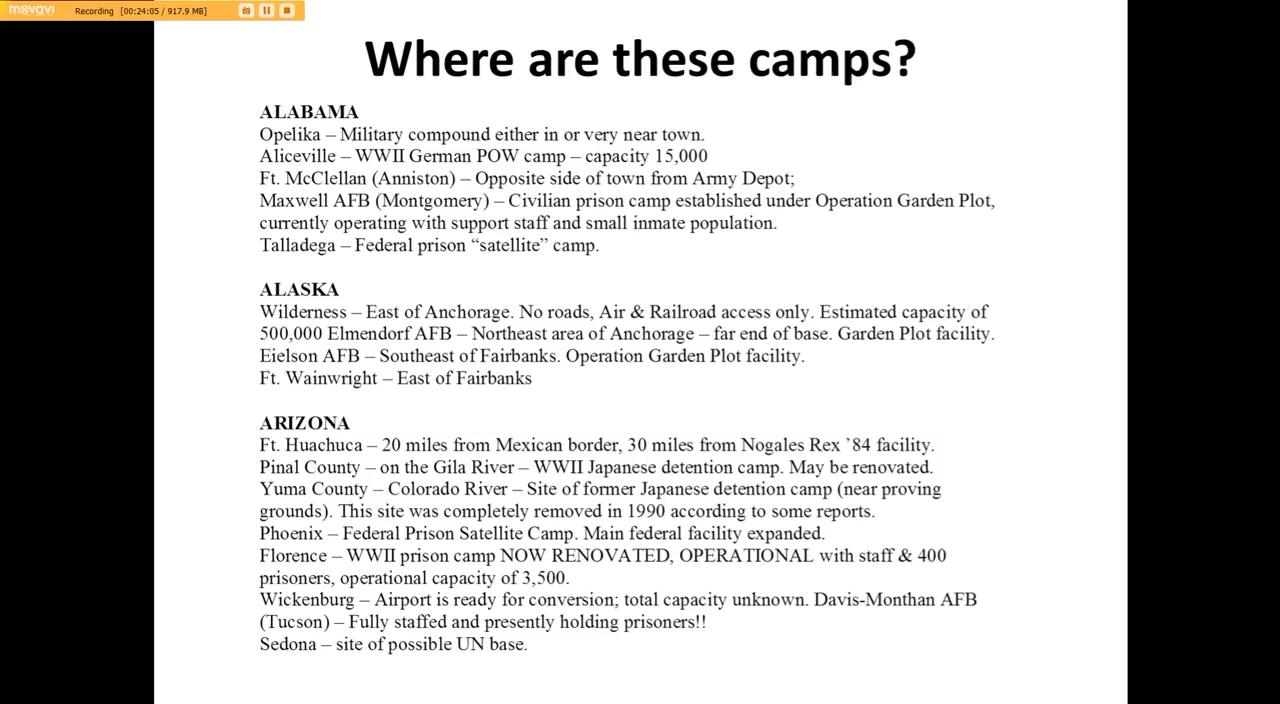 movavi Recording [00:24:05 / 917.9 MB]
Where are these camps?
ALABAMA
Opelika – Military compound either in or very near town.
Aliceville – WWII German POW camp – capacity 15,000
Ft. McClellan (Anniston) – Opposite side of town from Army Depot;
Maxwell AFB (Montgomery) – Civilian prison camp established under Operation Garden Plot,
currently operating with support staff and small inmate population.
Talladega – Federal prison “satellite” camp.
ALASKA
Wilderness – East of Anchorage. No roads, Air & Railroad access only. Estimated capacity of
500,000 Elmendorf AFB – Northeast area of Anchorage – far end of base. Garden Plot facility.
Eielson AFB – Southeast of Fairbanks. Operation Garden Plot facility.
Ft. Wainwright – East of Fairbanks
ARIZONA
Ft. Huachuca – 20 miles from Mexican border, 30 miles from Nogales Rex ’84 facility.
Pinal County – on the Gila River – WWII Japanese detention camp. May be renovated.
Yuma County – Colorado River – Site of former Japanese detention camp (near proving
grounds). This site was completely removed in 1990 according to some reports.
Phoenix – Federal Prison Satellite Camp. Main federal facility expanded.
Florence – WWII prison camp NOW RENOVATED, OPERATIONAL with staff & 400
prisoners, operational capacity of 3,500.
Wickenburg – Airport is ready for conversion; total capacity unknown. Davis-Monthan AFB
(Tucson) – Fully staffed and presently holding prisoners!!
Sedona – site of possible UN base.